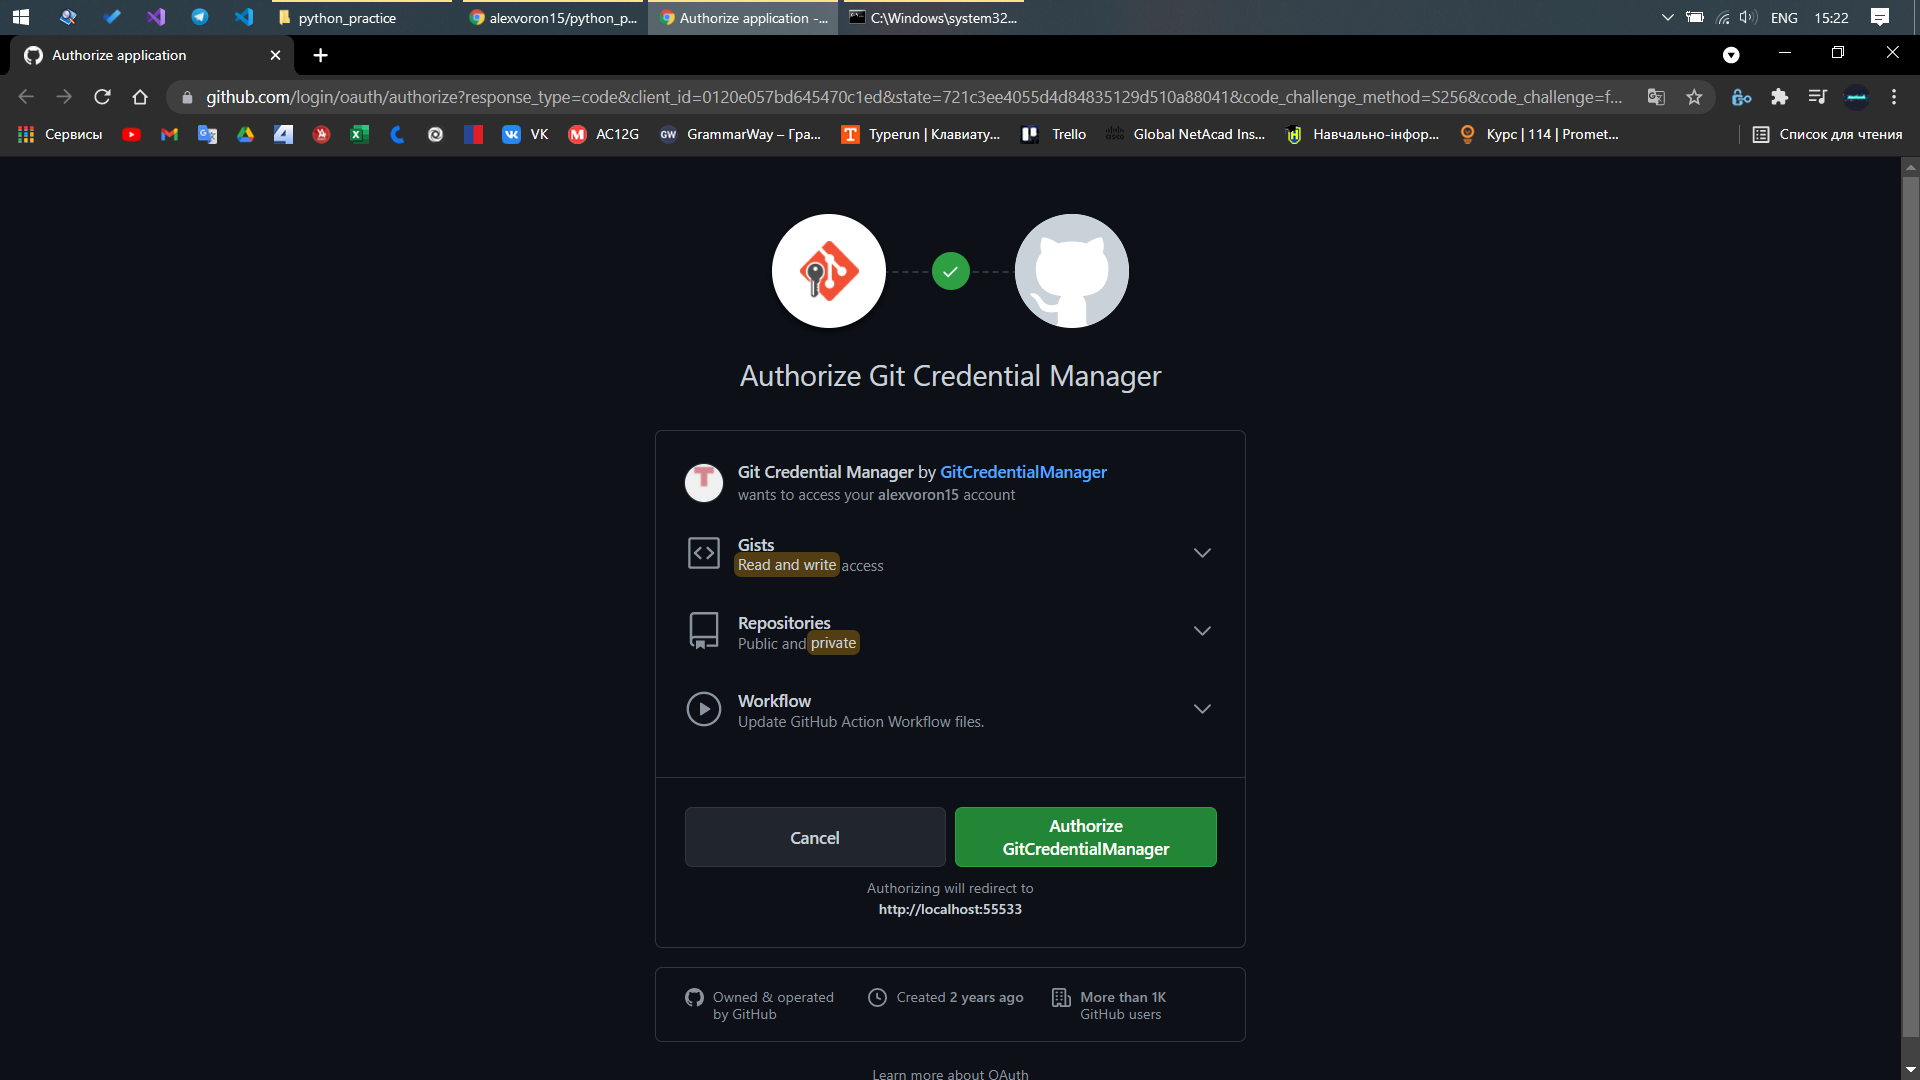 python_practice
alexvoron15/python_p...
Authorize application -...
C:\Windows\system32...
ENG
15:22
Authorize application
github.com/login/oauth/authorize?response_type=code&client_id=0120e057bd645470c1ed&state=721c3ee4055d4d84835129d510a88041&code_challenge_method=S256&code_challenge=f...
Сервисы
VK
AC12G
GW
GrammarWay – Гра...
Typerun | Клавиату...
Trello
Global NetAcad Ins...
Навчально-інфор...
Курс | 114 | Promet...
Список для чтения
Authorize Git Credential Manager
Git Credential Manager by GitCredentialManager
wants to access your alexvoron15 account
Gists
Read and write access
Repositories
Public and private
Workflow
Update GitHub Action Workflow files.
Cancel
Authorize
GitCredentialManager
Authorizing will redirect to
http://localhost:55533
Owned & operated
by GitHub
Created 2 years ago
More than 1K
GitHub users
Learn more about OAuth